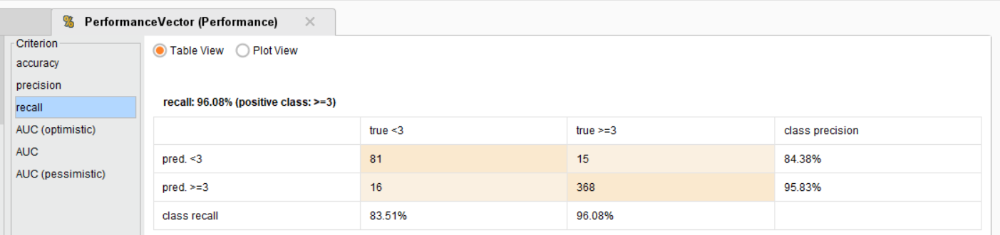 PerformanceVector (Performance)
Criterion
accuracy
precision
recall
AUC (optimistic)
AUC
AUC (pessimistic)
Table View Plot View
recall: 96.08% (positive class: >=3)
true <3 true >=3 class precision
pred. <3 81 15 84.38%
pred. >=3 16 368 95.83%
class recall 83.51% 96.08%